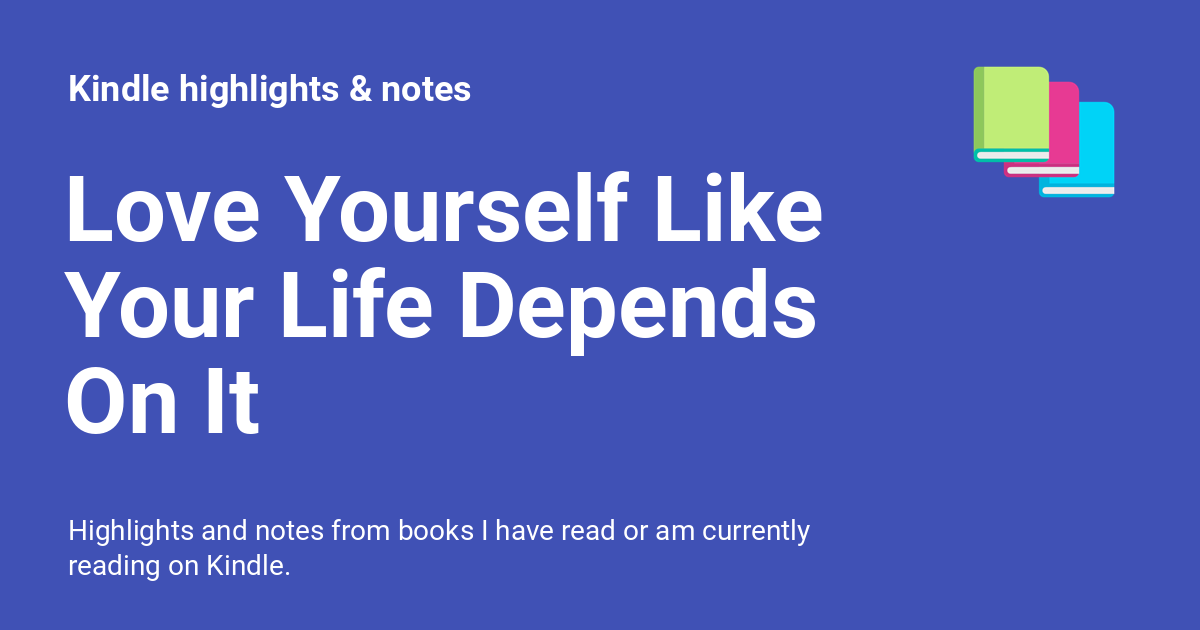 Kindle highlights & notes
Love Yourself Like
Your Life Depends
On It
Highlights and notes from books I have read or am currently
reading on Kindle.